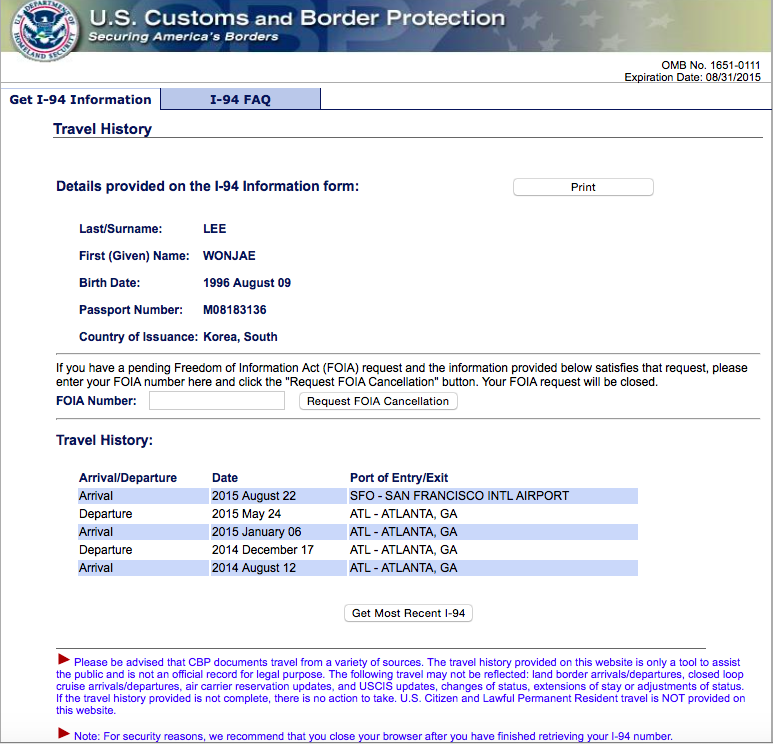 U.S. Customs and Border Protection
Securing America's Borders
OMB No. 1651-0111
Expiration Date: 08/31/2015
Get I-94 Information I-94 FAQ
Travel History
Details provided on the I-94 Information form: Print
Last/Surname: LEE
First (Given) Name: WONJAE
Birth Date: 1996 August 09
Passport Number: M08183136
Country of Issuance: Korea, South
If you have a pending Freedom of Information Act (FOIA) request and the information provided below satisfies that request, please
enter your FOIA number here and click the "Request FOIA Cancellation" button. Your FOIA request will be closed.
FOIA Number: Request FOIA Cancellation
Travel History:
Arrival/Departure Date Port of Entry/Exit
Arrival 2015 August 22 SFO - SAN FRANCISCO INTL AIRPORT
Departure 2015 May 24 ATL - ATLANTA, GA
Arrival 2015 January 06 ATL - ATLANTA, GA
Departure 2014 December 17 ATL - ATLANTA, GA
Arrival 2014 August 12 ATL - ATLANTA, GA
Get Most Recent I-94
Please be advised that CBP documents travel from a variety of sources. The travel history provided on this website is only a tool to assist
the public and is not an official record for legal purpose. The following travel may not be reflected: land border arrivals/departures, closed loop
cruise arrivals/departures, air carrier reservation updates, and USCIS updates, changes of status, extensions of stay or adjustments of status.
If the travel history provided is not complete, there is no action to take. U.S. Citizen and Lawful Permanent Resident travel is NOT provided on
this website.
Note: For security reasons, we recommend that you close your browser after you have finished retrieving your I-94 number.